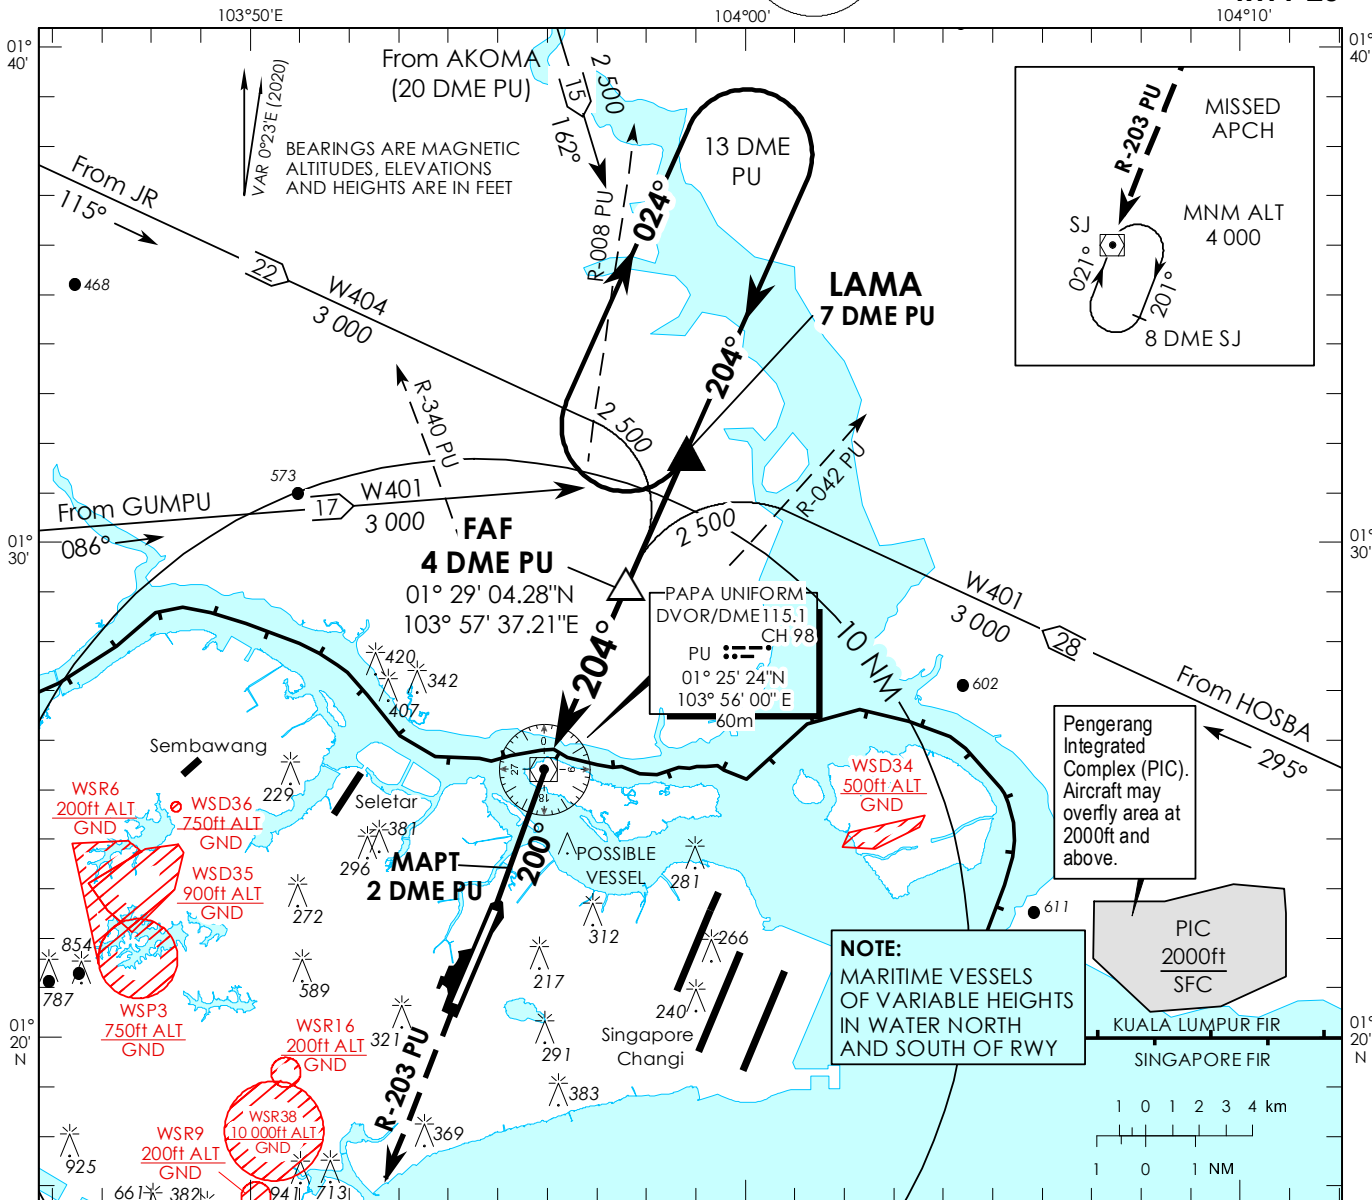 103°50'E
104°00'
104°10'
01°
40'
01°
40'
From AKOMA
(20 DME PU)
15
162°
2 500
VAR 0°23'E (2020)
BEARINGS ARE MAGNETIC
ALTITUDES, ELEVATIONS
AND HEIGHTS ARE IN FEET
13 DME
PU
R-203 PU
MISSED
APCH
MNM ALT
4 000
SJ
021°
201°
8 DME SJ
From JR
115°
22
W404
3 000
468
R-008 PU
024°
LAMA
7 DME PU
204°
R-340 PU
2 500
573
From GUMPU
086°
17
W401
3 000
2 500
R-042 PU
01°
30'
01°
30'
FAF
4 DME PU
01° 29' 04.28"N
103° 57' 37.21"E
PAPA UNIFORM
DVOR/DME115.1
CH 98
PU
01° 25' 24"N
103° 56' 00" E
60m
10 NM
W401
3 000
28
From HOSBA
295°
204°
420
342
407
602
Sembawang
229
Seletar
0
9
18
27
WSR6
200ft ALT
GND
WSD36
750ft ALT
GND
WSD34
500ft ALT
GND
Pengerang
Integrated
Complex (PIC).
Aircraft may
overfly area at
2000ft and
above.
381
296
MAPT
2 DME PU
200°
POSSIBLE
VESSEL
281
WSD35
900ft ALT
GND
272
312
266
611
854
787
589
217
240
321
291
WSP3
750ft ALT
GND
WSR16
200ft ALT
GND
Singapore
Changi
NOTE:
MARITIME VESSELS
OF VARIABLE HEIGHTS
IN WATER NORTH
AND SOUTH OF RWY
PIC
2000ft
SFC
KUALA LUMPUR FIR
SINGAPORE FIR
01°
20'
N
01°
20'
N
R-203 PU
383
369
WSR38
10 000ft ALT
GND
WSR9
200ft ALT
GND
925
661
382
941
713
1 0 1 2 3 4 km
1 0 1 NM